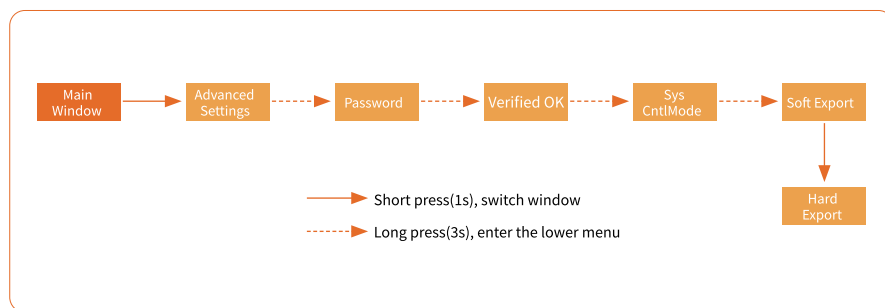 Main
Window
Advanced
Settings
Password
Verified OK
Sys
CntlMode
Soft Export
Hard
Export
Short press(1s), switch window
Long press(3s), enter the lower menu